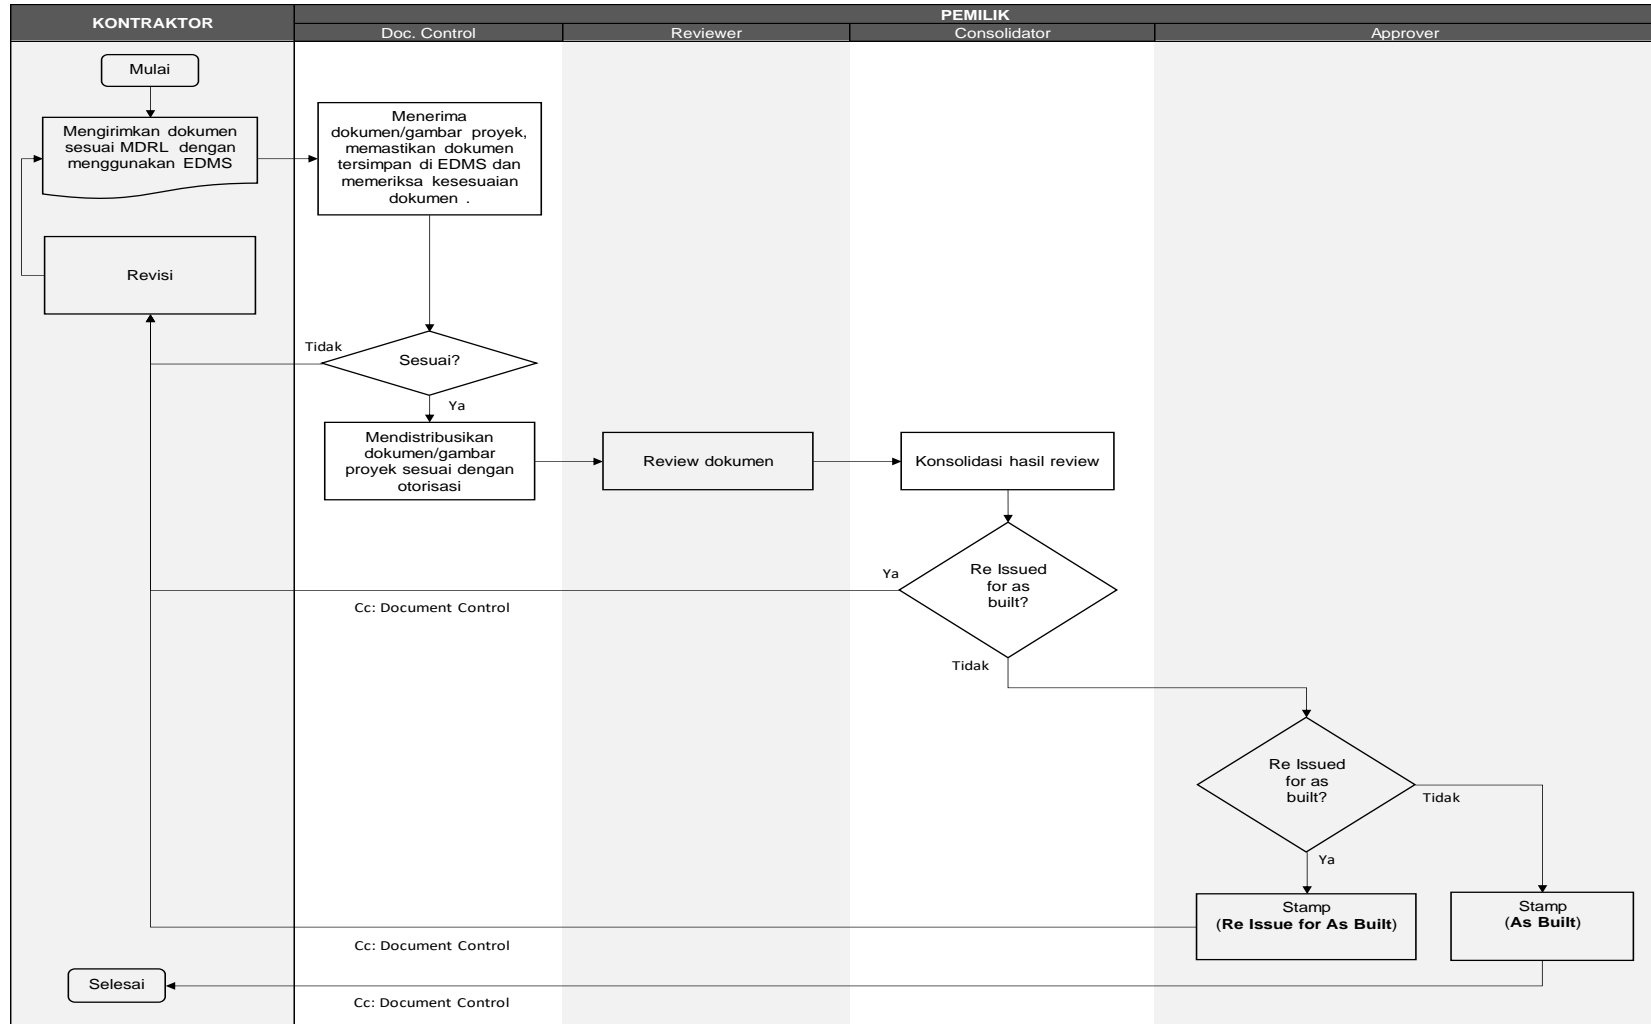 KONTRAKTOR
PEMILIK
Doc. Control
Reviewer
Consolidator
Approver
Mulai
Mengirimkan dokumen
sesuai MDRL dengan
menggunakan EDMS
Menerima
dokumen/gambar proyek,
memastikan dokumen
tersimpan di EDMS dan
memeriksa kesesuaian
dokumen .
Revisi
Tidak
Sesuai?
Ya
Mendistribusikan
dokumen/gambar
proyek sesuai dengan
otorisasi
Review dokumen
Konsolidasi hasil review
Ya
Re Issued
for as
built?
Cc: Document Control
Tidak
Re Issued
for as
built?
Tidak
Ya
Stamp
(Re Issue for As Built)
Stamp
(As Built)
Cc: Document Control
Selesai
Cc: Document Control